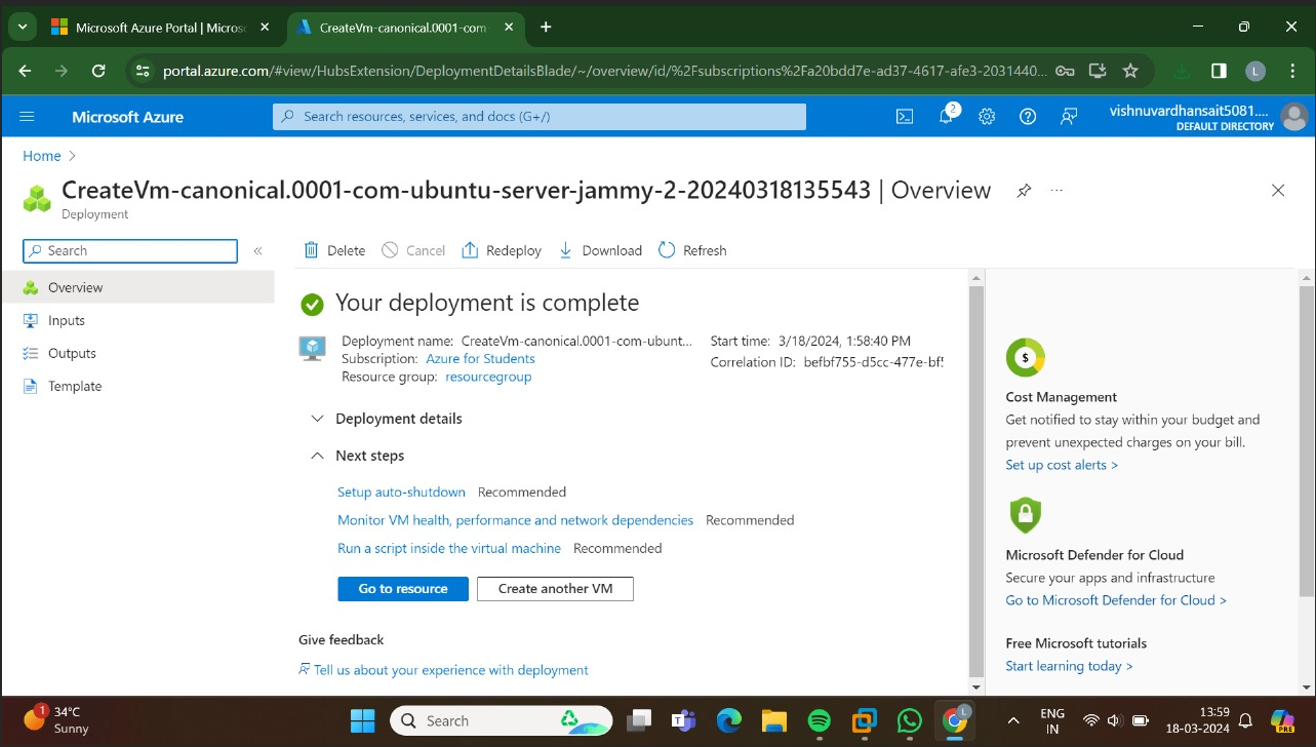 Microsoft Azure Portal | Microso
CreateVm-canonical.0001-com-
portal.azure.com/#view/HubsExtension/DeploymentDetailsBlade/~/overview/id/%2Fsubscriptions%2Fa20bdd7e-ad37-4617-afe3-2031440...
L
Microsoft Azure
Search resources, services, and docs (G+/)
2
vishnuvardhansait5081....
DEFAULT DIRECTORY
Home >
CreateVm-canonical.0001-com-ubuntu-server-jammy-2-20240318135543 | Overview
Deployment
Search
Overview
Inputs
Outputs
Template
Delete Cancel Redeploy Download Refresh
Your deployment is complete
Deployment name: CreateVm-canonical.0001-com-ubunt...
Subscription: Azure for Students
Resource group: resourcegroup
Start time: 3/18/2024, 1:58:40 PM
Correlation ID: befbf755-d5cc-477e-bf
Deployment details
Next steps
Setup auto-shutdown Recommended
Monitor VM health, performance and network dependencies Recommended
Run a script inside the virtual machine Recommended
Go to resource Create another VM
Give feedback
Tell us about your experience with deployment
$
Cost Management
Get notified to stay within your budget and
prevent unexpected charges on your bill.
Set up cost alerts >
Microsoft Defender for Cloud
Secure your apps and infrastructure
Go to Microsoft Defender for Cloud >
Free Microsoft tutorials
Start learning today >
1
34°C
Sunny
Search
L
ENG
IN
13:59
18-03-2024
PRE